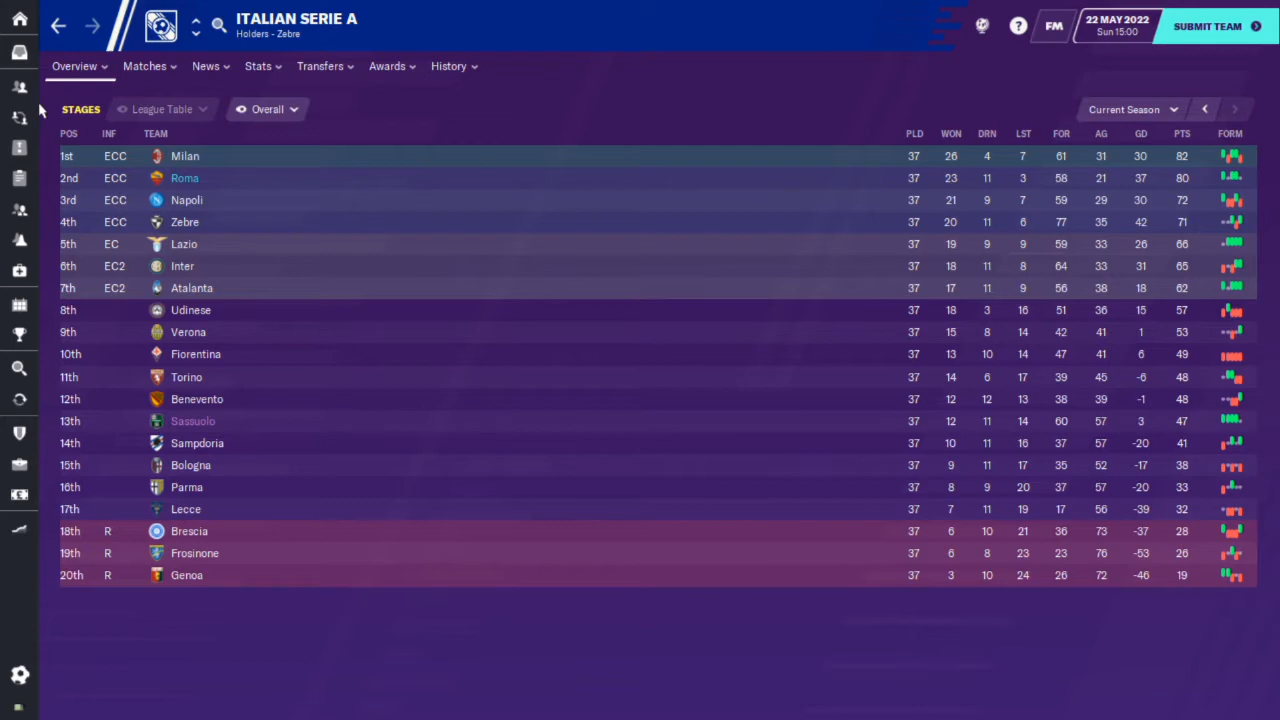 ITALIAN SERIE A
Holders - Zebre
FM
22 MAY 2022
Sun 15:00
SUBMIT TEAM
Overview Matches News Stats Transfers Awards History
STAGES League Table Overall Current Season
POS INF TEAM PLD WON DRN LST FOR AG GD PTS FORM
1st ECC Milan 37 26 4 7 61 31 30 82
2nd ECC Roma 37 23 11 3 58 21 37 80
3rd ECC Napoli 37 21 9 7 59 29 30 72
4th ECC Zebre 37 20 11 6 77 35 42 71
5th EC Lazio 37 19 9 9 59 33 26 66
6th EC2 Inter 37 18 11 8 64 33 31 65
7th EC2 Atalanta 37 17 11 9 56 38 18 62
8th Udinese 37 18 3 16 51 36 15 57
9th Verona 37 15 8 14 42 41 1 53
10th Fiorentina 37 13 10 14 47 41 6 49
11th Torino 37 14 6 17 39 45 -6 48
12th Benevento 37 12 12 13 38 39 -1 48
13th Sassuolo 37 12 11 14 60 57 3 47
14th Sampdoria 37 10 11 16 37 57 -20 41
15th Bologna 37 9 11 17 35 52 -17 38
16th Parma 37 8 9 20 37 57 -20 33
17th Lecce 37 7 11 19 17 56 -39 32
18th R Brescia 37 6 10 21 36 73 -37 28
19th R Frosinone 37 6 8 23 23 76 -53 26
20th R Genoa 37 3 10 24 26 72 -46 19